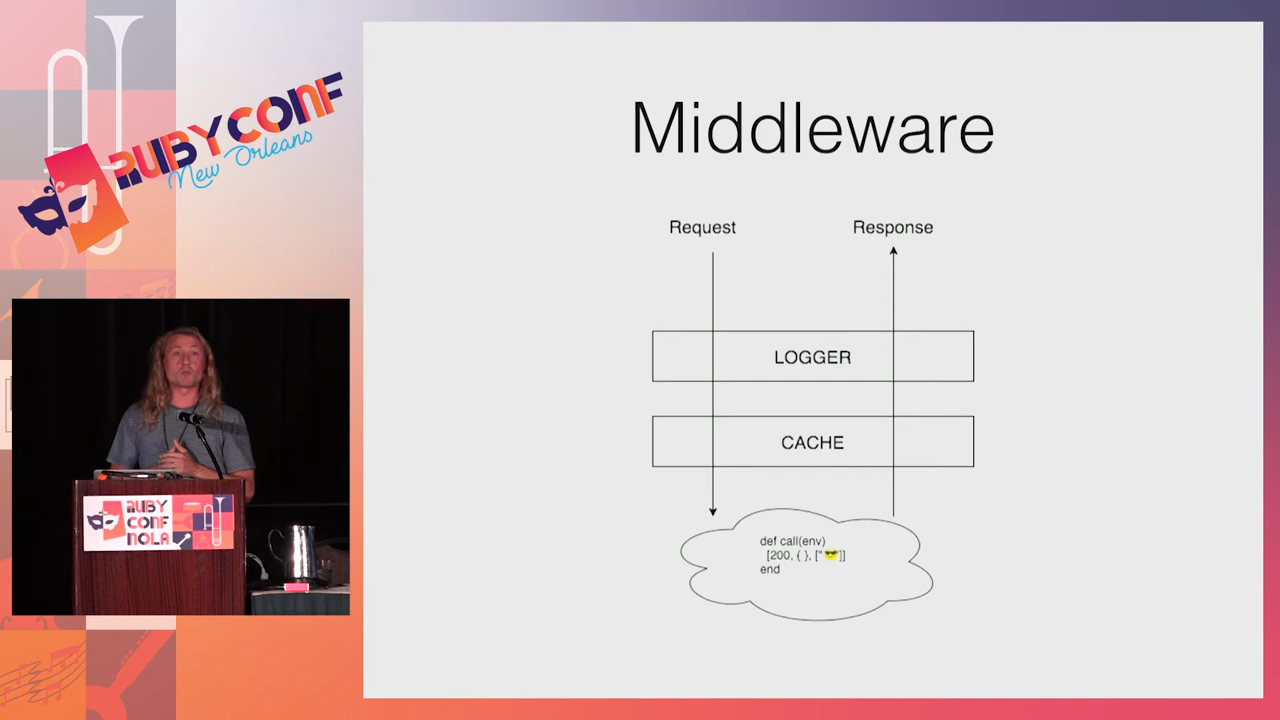 RUBYCONF
New Orleans
Middleware
Request
Response
LOGGER
CACHE
def call(env)
[200, { }, ["😎"]]
end
RUBY
CONF
NOLA